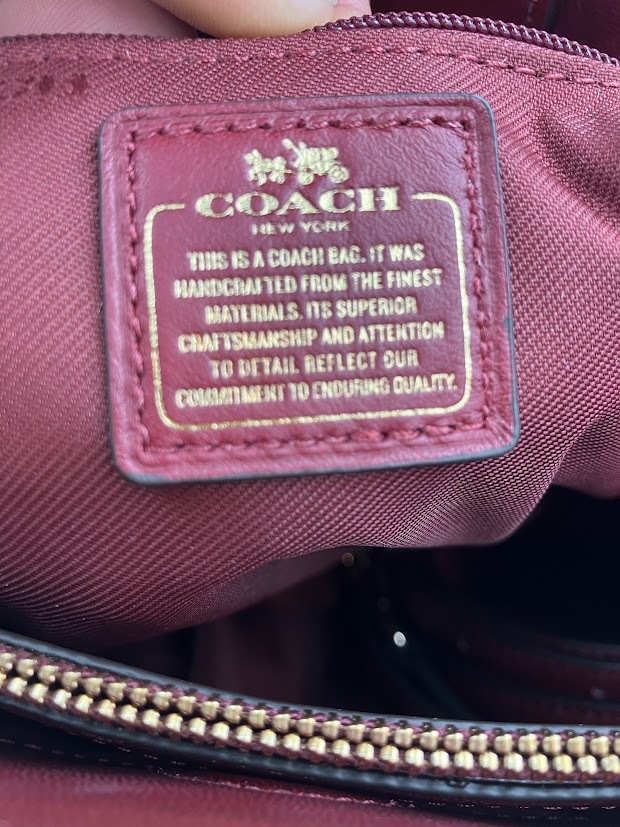 COACH
NEW YORK
THIS IS A COACH BAG. IT WAS
HANDCRAFTED FROM THE FINEST
MATERIALS. ITS SUPERIOR
CRAFTSMANSHIP AND ATTENTION
TO DETAIL REFLECT OUR
COMMITMENT TO ENDURING QUALITY.